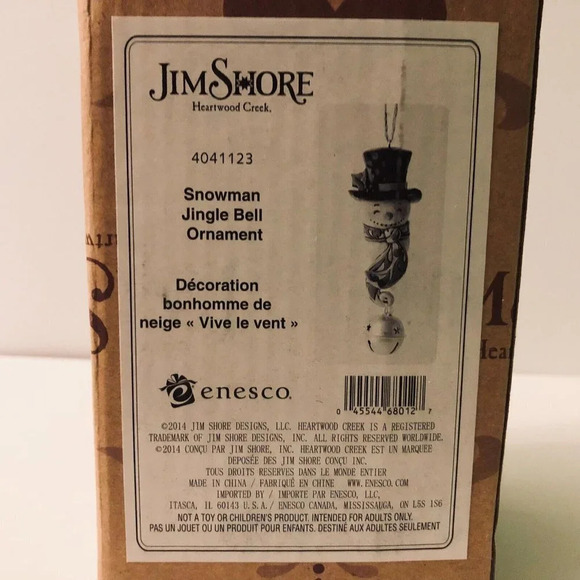 JIM SHORE
Heartwood Creek.
4041123
Snowman
Jingle Bell
Ornament
Décoration
bonhomme de
neige « Vive le vent »
enesco.
0 45544 68012 7
©2014 JIM SHORE DESIGNS, LLC. HEARTWOOD CREEK IS A REGISTERED
TRADEMARK OF JIM SHORE DESIGNS, INC. ALL RIGHTS RESERVED WORLDWIDE.
©2014 CONÇU PAR JIM SHORE, INC. HEARTWOOD CREEK EST UN MARQUEE
DEPOSÉE DES JIM SHORE CONÇU INC.
TOUS DROITS RESERVES DANS LE MONDE ENTIER
MADE IN CHINA / FABRIQUÉ EN CHINE WWW.ENESCO.COM
IMPORTED BY / IMPORTE PAR ENESCO, LLC,
ITASCA, IL 60143 U.S.A./ ENESCO CANADA, MISSISSAUGA, ON L5S 1S6
NOT A TOY OR CHILDREN'S PRODUCT. INTENDED FOR ADULTS ONLY.
PAS UN JOUET OU UN PRODUIT POUR ENFANTS. DESTINÉ AUX ADULTES SEULEMENT